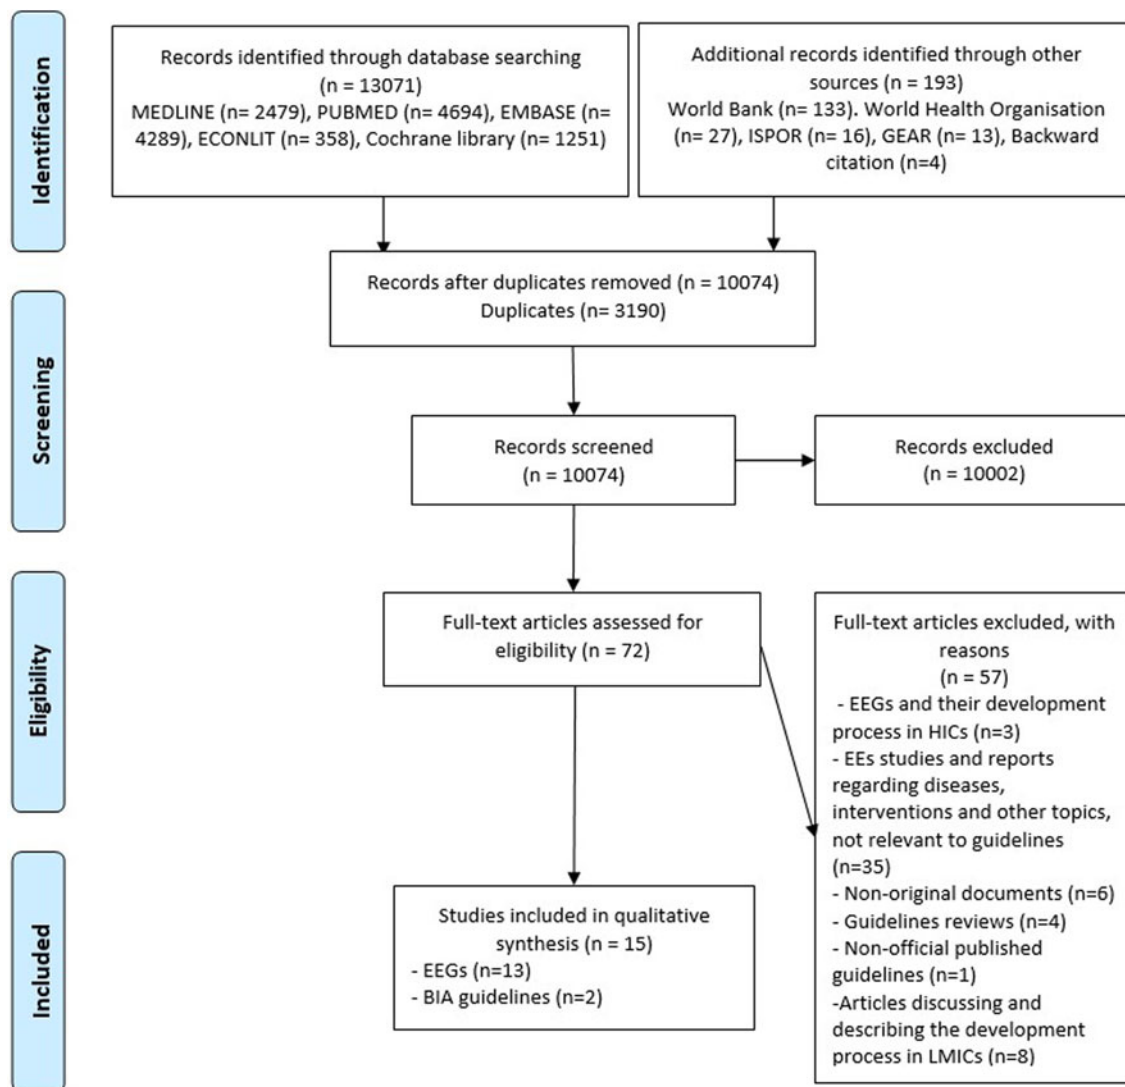 Identification
Records identified through database searching
(n = 13071)
MEDLINE (n= 2479), PUBMED (n= 4694), EMBASE (n=
4289), ECONLIT (n= 358), Cochrane library (n= 1251)
Additional records identified through other
sources (n = 193)
World Bank (n= 133). World Health Organisation
(n= 27), ISPOR (n= 16), GEAR (n= 13), Backward
citation (n=4)
Records after duplicates removed (n = 10074)
Duplicates (n= 3190)
Screening
Records screened
(n = 10074)
Records excluded
(n = 10002)
Eligibility
Full-text articles assessed for
eligibility (n = 72)
Full-text articles excluded, with
reasons
(n = 57)
- EEGs and their development
process in HICs (n=3)
- EEs studies and reports
regarding diseases,
interventions and other topics,
not relevant to guidelines
(n=35)
- Non-original documents (n=6)
- Guidelines reviews (n=4)
- Non-official published
guidelines (n=1)
-Articles discussing and
describing the development
process in LMICs (n=8)
Included
Studies included in qualitative
synthesis (n = 15)
- EEGs (n=13)
- BIA guidelines (n=2)